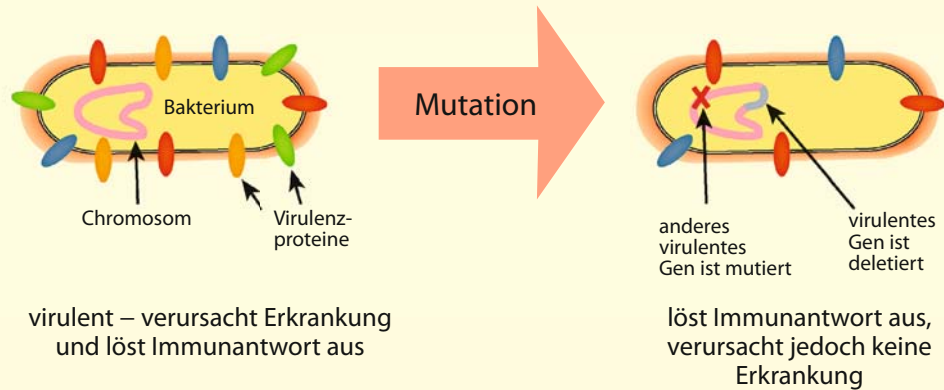 Bakterium
Mutation
Chromosom
Virulenz-
proteine
anderes
virulentes
Gen ist mutiert
virulentes
Gen ist
deletiert
virulent – verursacht Erkrankung
und löst Immunantwort aus
löst Immunantwort aus,
verursacht jedoch keine
Erkrankung